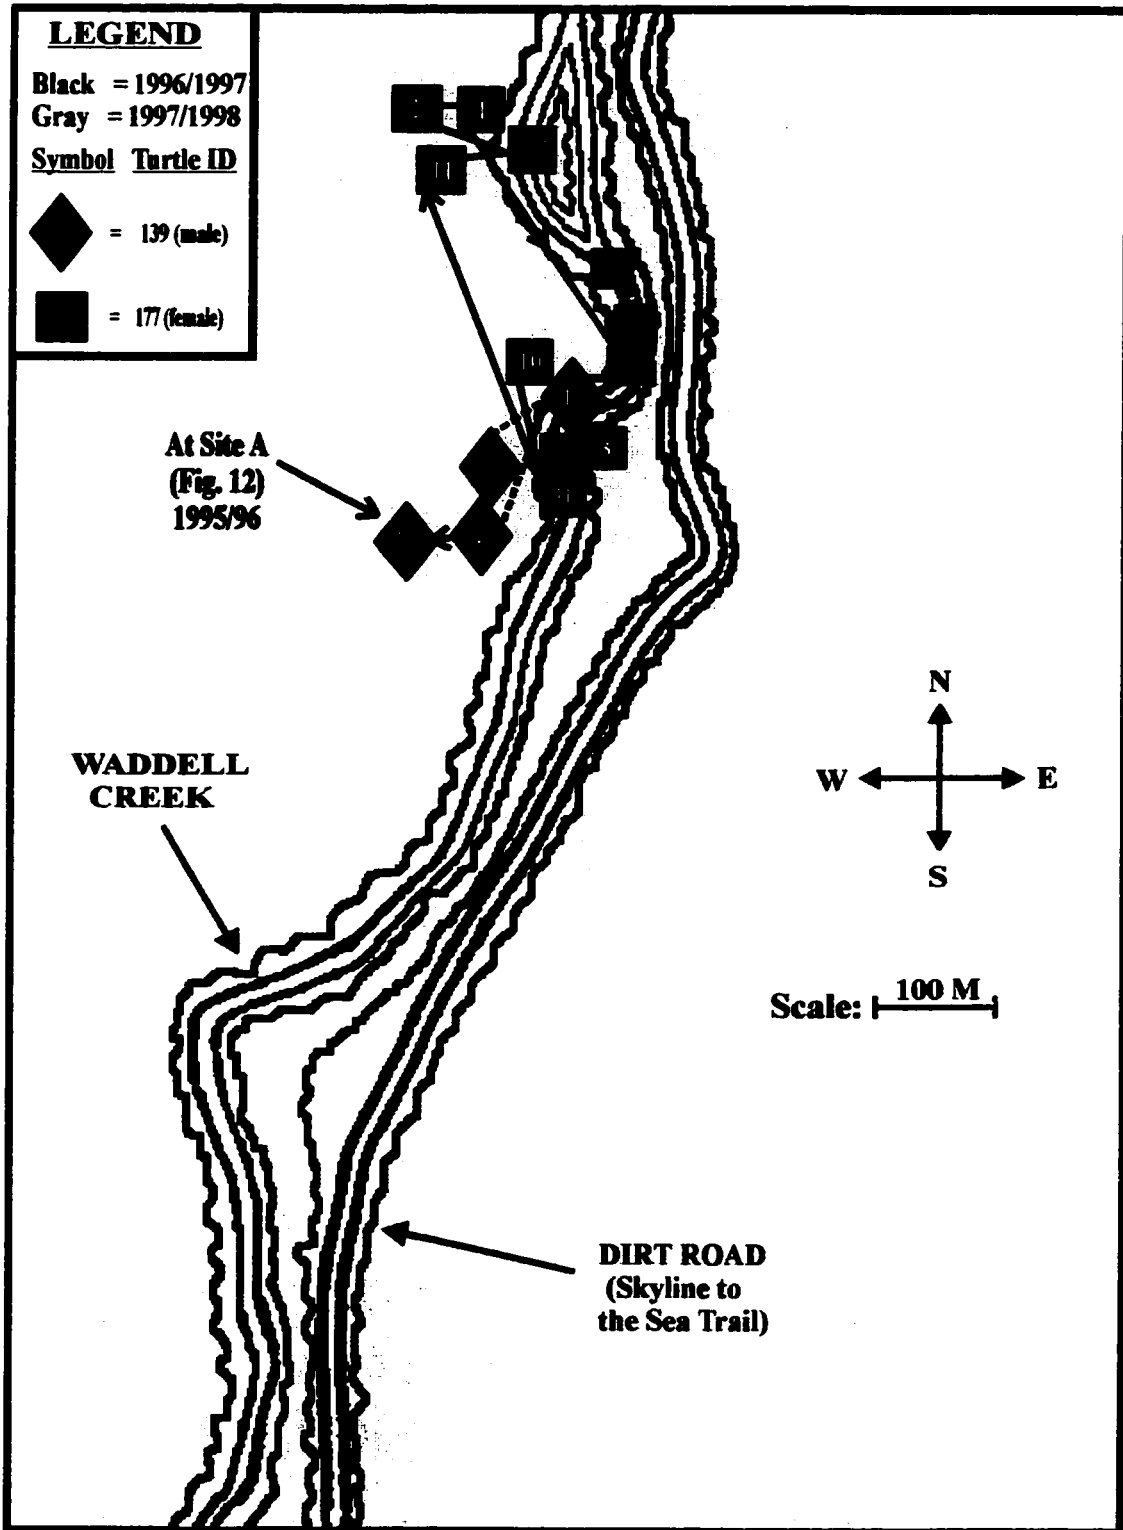 LEGEND
Black = 1996/1997
Gray = 1997/1998
Symbol Turtle ID
= 139 (male)
= 177 (female)
At Site A
(Fig. 12)
1995/96
WADDELL
CREEK
N
W E
S
Scale: 100 M
DIRT ROAD
(Skyline to
the Sea Trail)